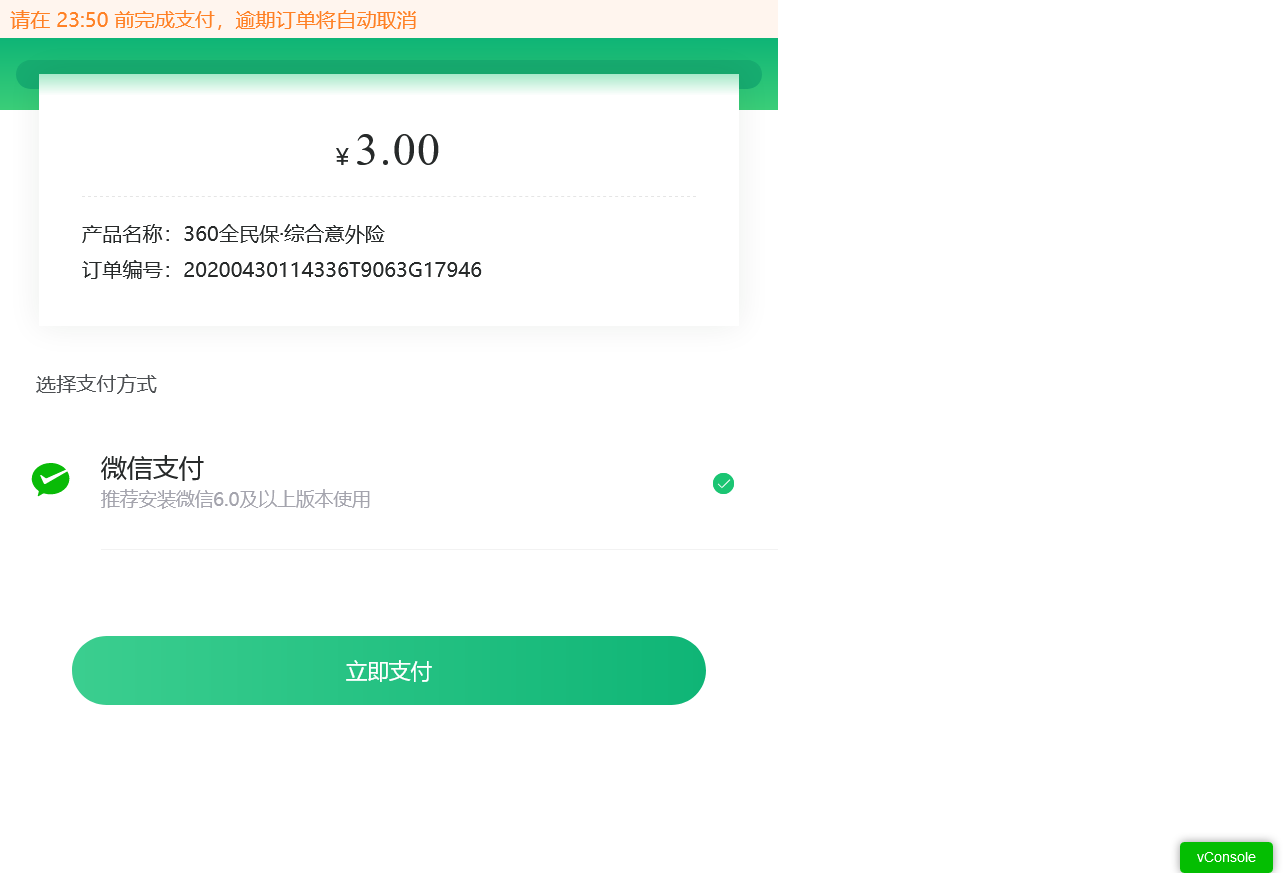 请在 23:50 前完成支付，逾期订单将自动取消
¥3.00
产品名称：360全民保·综合意外险
订单编号：20200430114336T9063G17946
选择支付方式
微信支付
推荐安装微信6.0及以上版本使用
立即支付
vConsole